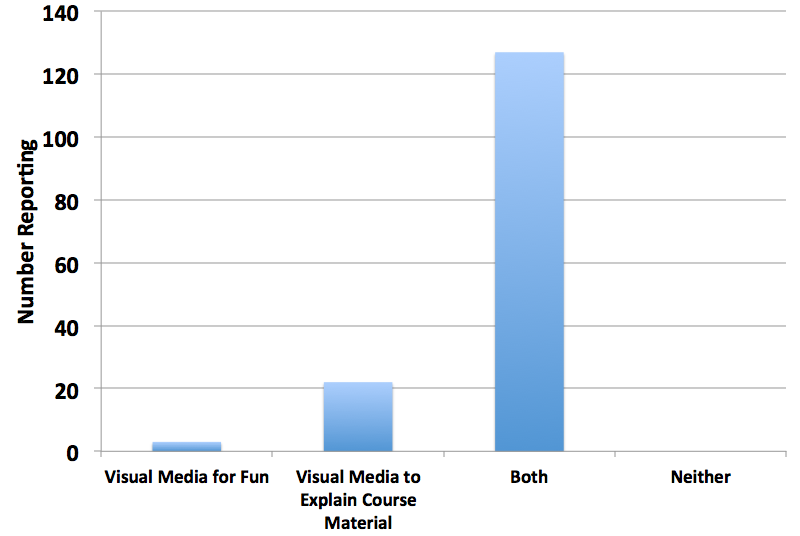 140
120
100
80
60
40
20
0
Number Reporting
Visual Media for Fun
Visual Media to
Explain Course
Material
Both
Neither